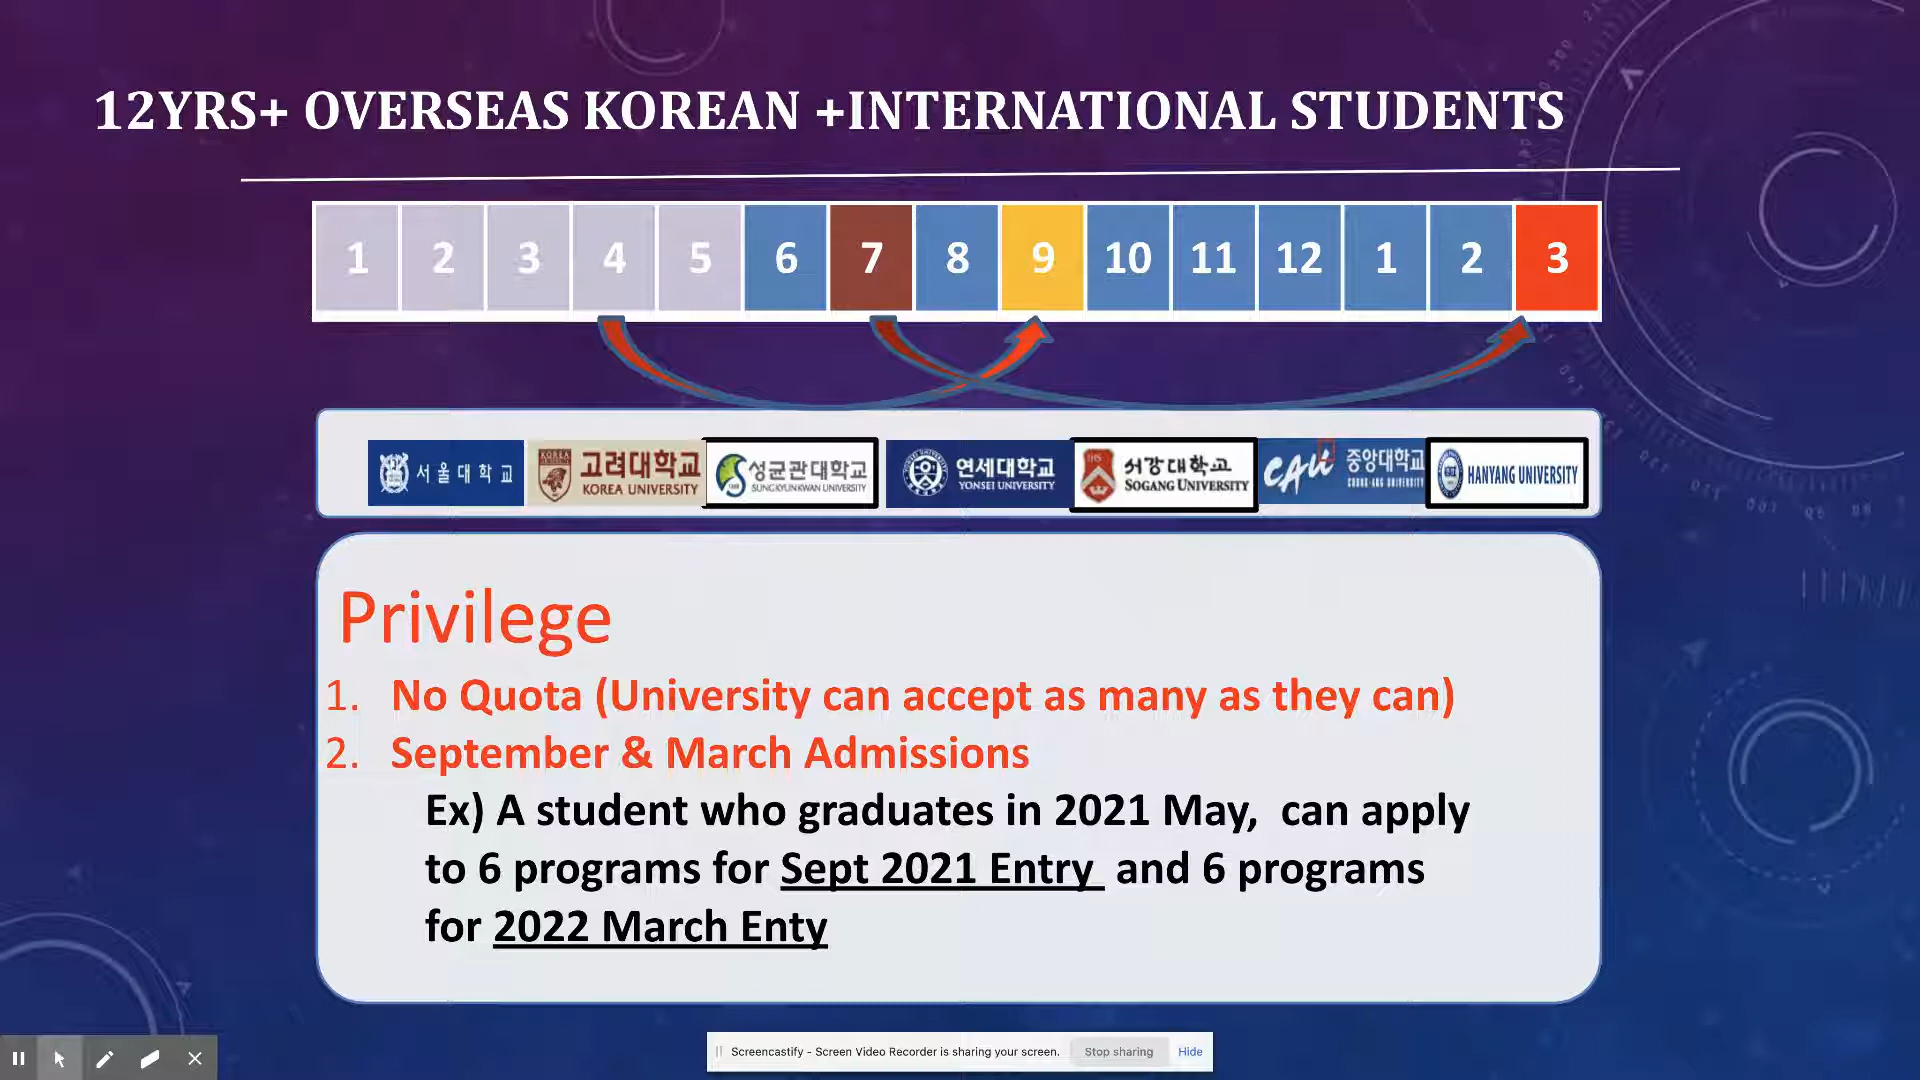 12YRS+ OVERSEAS KOREAN +INTERNATIONAL STUDENTS
1 2 3 4 5 6 7 8 9 10 11 12 1 2 3
서울대학교
KOREA
고려대학교
KOREA UNIVERSITY
성균관대학교
SUNGKYUNKWAN UNIVERSITY
연세대학교
YONSEI UNIVERSITY
IHS
서강대학교
SOGANG UNIVERSITY
CAU 중앙대학교
CHUNG-ANG UNIVERSITY
HANYANG UNIVERSITY
Privilege
1. No Quota (University can accept as many as they can)
2. September & March Admissions
Ex) A student who graduates in 2021 May, can apply
to 6 programs for Sept 2021 Entry and 6 programs
for 2022 March Enty
Screencastify - Screen Video Recorder is sharing your screen. Stop sharing Hide